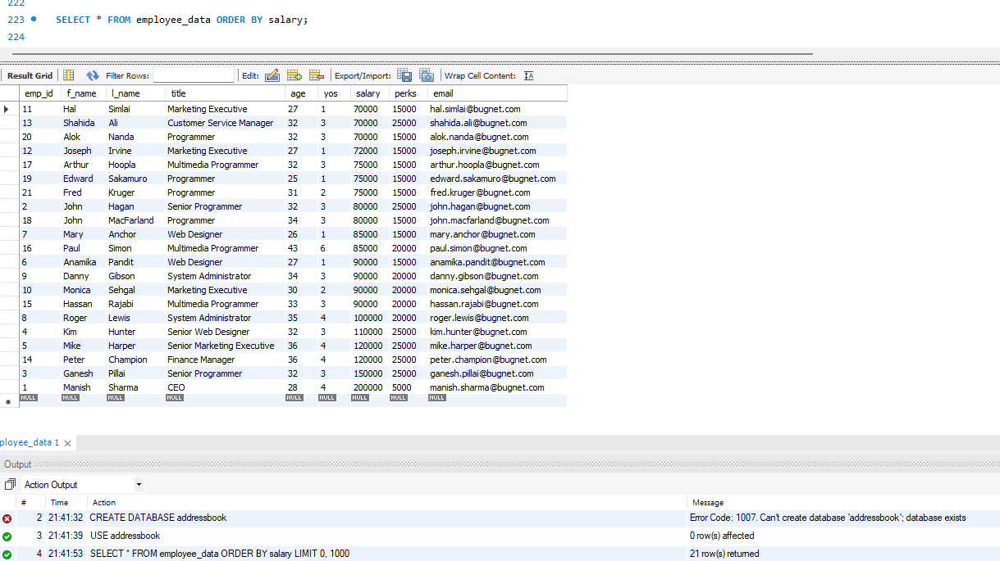 222
223 SELECT * FROM employee_data ORDER BY salary;
224
Result Grid Filter Rows: Edit: Export/Import: Wrap Cell Content: IA
emp_id f_name l_name title age yos salary perks email
11 Hal Simlai Marketing Executive 27 1 70000 15000 hal.simlai@bugnet.com
13 Shahida Ali Customer Service Manager 32 3 70000 25000 shahida.ali@bugnet.com
20 Alok Nanda Programmer 32 3 70000 15000 alok.nanda@bugnet.com
12 Joseph Irvine Marketing Executive 27 1 72000 15000 joseph.irvine@bugnet.com
17 Arthur Hoopla Multimedia Programmer 32 3 75000 15000 arthur.hoopla@bugnet.com
19 Edward Sakamuro Programmer 25 1 75000 15000 edward.sakamuro@bugnet.com
21 Fred Kruger Programmer 31 2 75000 15000 fred.kruger@bugnet.com
2 John Hagan Senior Programmer 32 3 80000 25000 john.hagan@bugnet.com
18 John MacFarland Programmer 34 3 80000 15000 john.macfarland@bugnet.com
7 Mary Anchor Web Designer 26 1 85000 15000 mary.anchor@bugnet.com
16 Paul Simon Multimedia Programmer 43 6 85000 20000 paul.simon@bugnet.com
6 Anamika Pandit Web Designer 27 1 90000 15000 anamika.pandit@bugnet.com
9 Danny Gibson System Administrator 34 3 90000 20000 danny.gibson@bugnet.com
10 Monica Sehgal Marketing Executive 30 2 90000 20000 monica.sehgal@bugnet.com
15 Hassan Rajabi Multimedia Programmer 33 3 90000 20000 hassan.rajabi@bugnet.com
8 Roger Lewis System Administrator 35 4 100000 20000 roger.lewis@bugnet.com
4 Kim Hunter Senior Web Designer 32 3 110000 25000 kim.hunter@bugnet.com
5 Mike Harper Senior Marketing Executive 36 4 120000 25000 mike.harper@bugnet.com
14 Peter Champion Finance Manager 36 4 120000 25000 peter.champion@bugnet.com
3 Ganesh Pillai Senior Programmer 32 3 150000 25000 ganesh.pillai@bugnet.com
1 Manish Sharma CEO 28 4 200000 5000 manish.sharma@bugnet.com
NULL NULL NULL NULL NULL NULL NULL NULL NULL
ployee_data 1
Output
Action Output
# Time Action Message
2 21:41:32 CREATE DATABASE addressbook Error Code: 1007. Can't create database 'addressbook'; database exists
3 21:41:39 USE addressbook 0 row(s) affected
4 21:41:53 SELECT * FROM employee_data ORDER BY salary LIMIT 0, 1000 21 row(s) returned